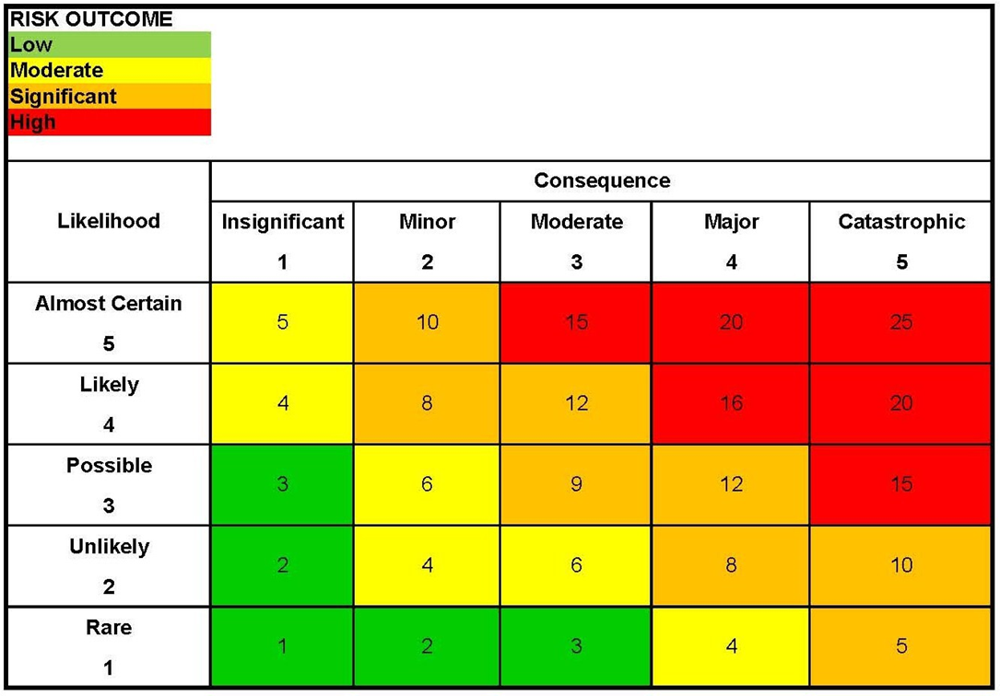 RISK OUTCOME
Low
Moderate
Significant
High
Consequence
Likelihood
Insignificant Minor Moderate Major Catastrophic
1 2 3 4 5
Almost Certain
5
5 10 15 20 25
Likely
4
4 8 12 16 20
Possible
3
3 6 9 12 15
Unlikely
2
2 4 6 8 10
Rare
1
1 2 3 4 5